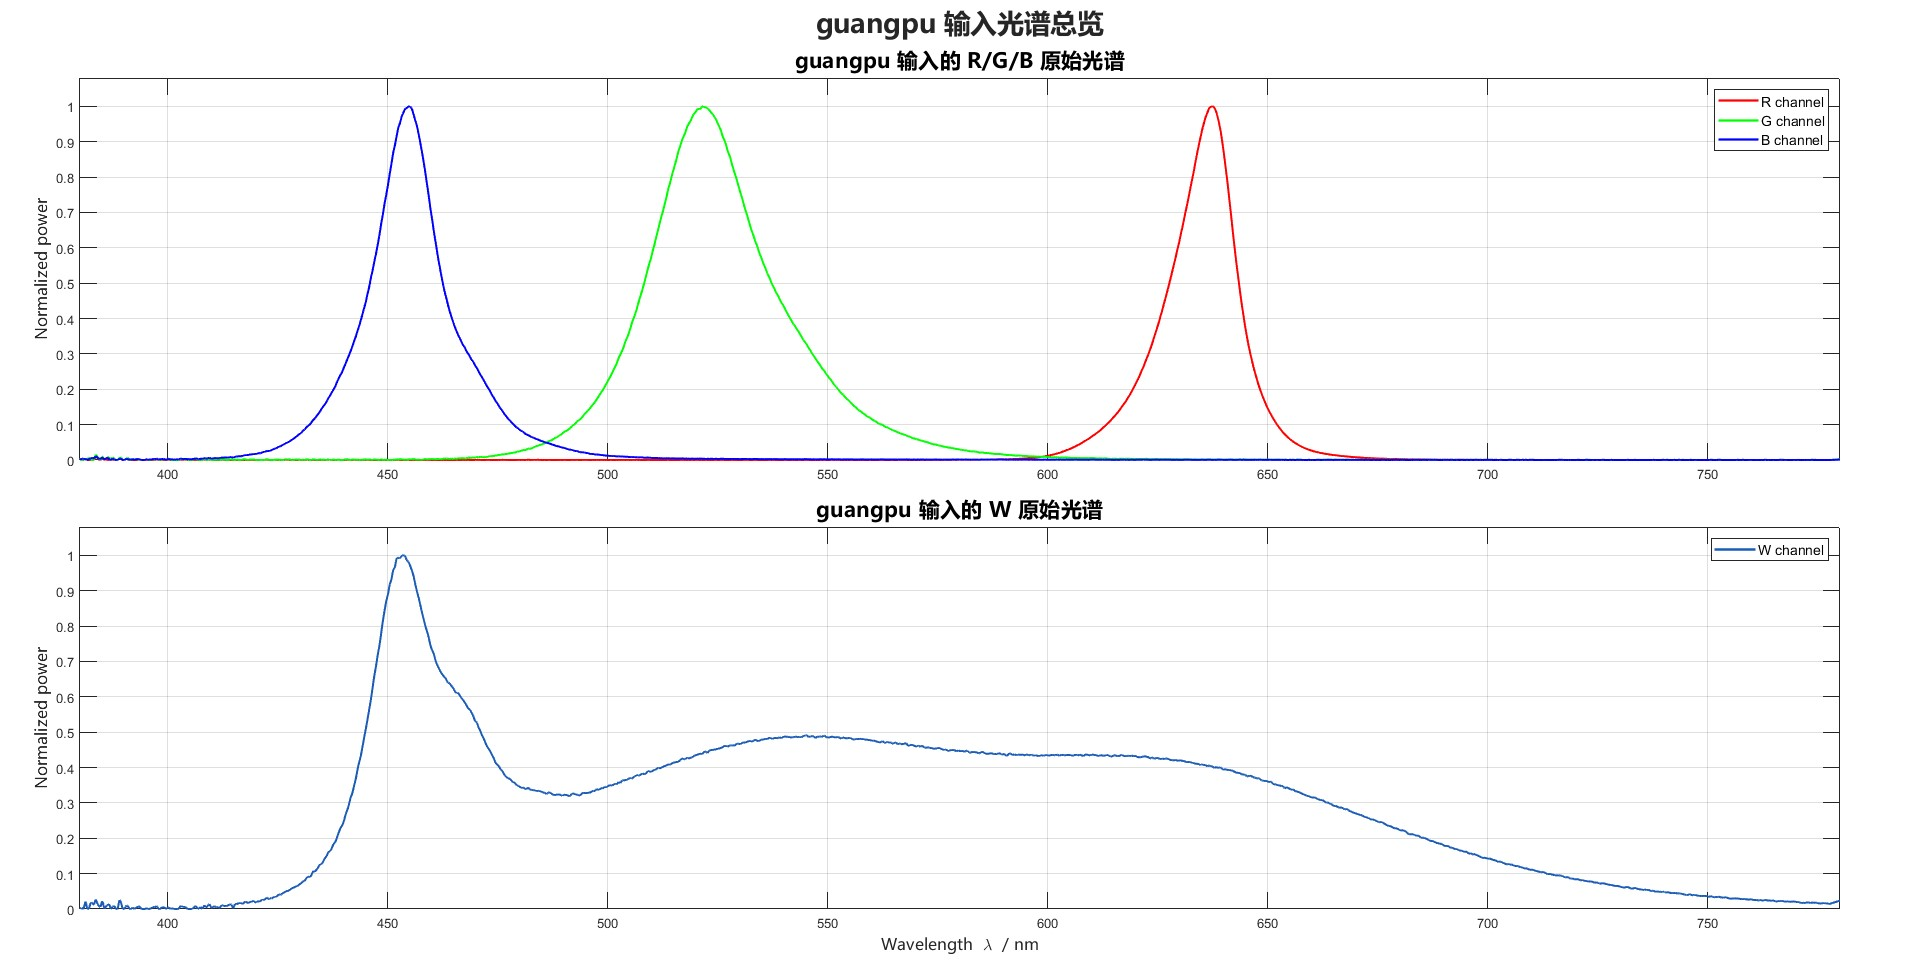 guangpu 输入光谱总览
guangpu 输入的 R/G/B 原始光谱
Normalized power
1
0.9
0.8
0.7
0.6
0.5
0.4
0.3
0.2
0.1
0
400 450 500 550 600 650 700 750
R channel
G channel
B channel
guangpu 输入的 W 原始光谱
Normalized power
1
0.9
0.8
0.7
0.6
0.5
0.4
0.3
0.2
0.1
0
400 450 500 550 600 650 700 750
W channel
Wavelength λ / nm